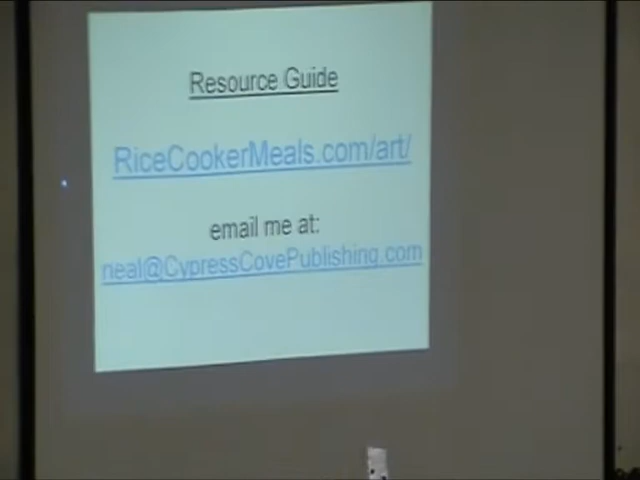 Resource Guide
RiceCookerMeals.com/art/
email me at:
neal@CypressCovePublishing.com